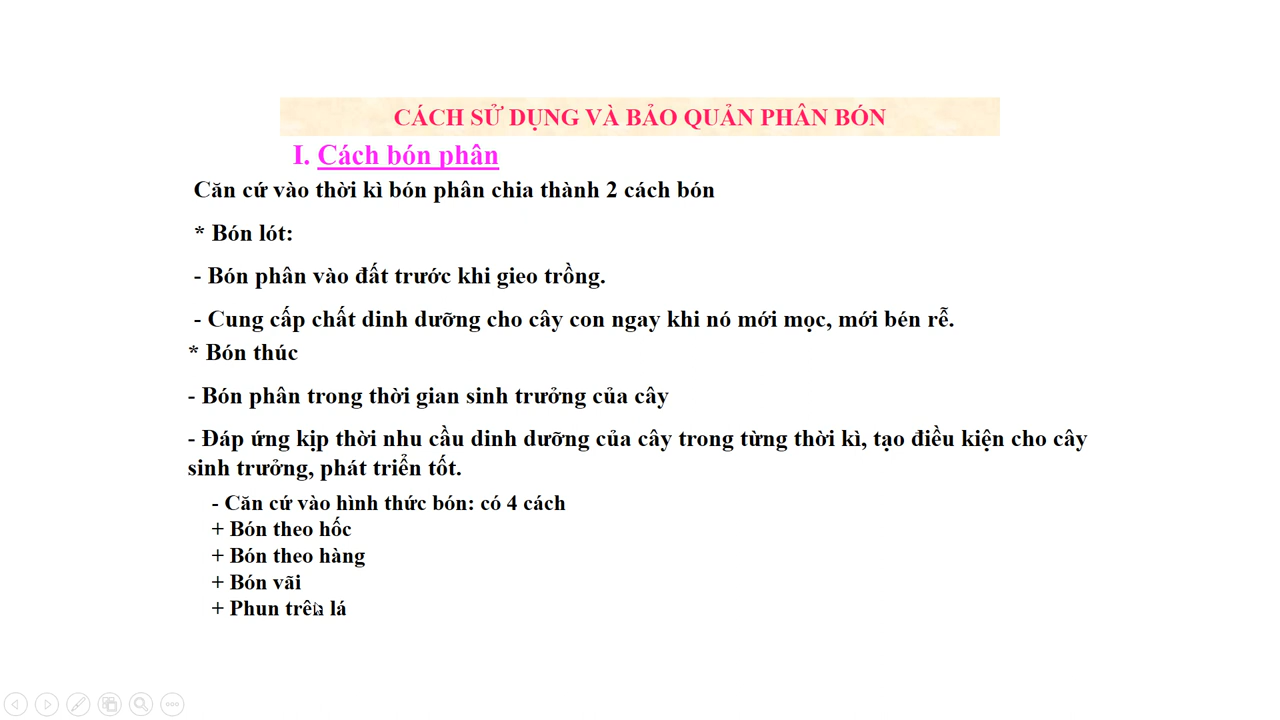 CÁCH SỬ DỤNG VÀ BẢO QUẢN PHÂN BÓN
I. Cách bón phân
Căn cứ vào thời kì bón phân chia thành 2 cách bón
* Bón lót:
- Bón phân vào đất trước khi gieo trồng.
- Cung cấp chất dinh dưỡng cho cây con ngay khi nó mới mọc, mới bén rễ.
* Bón thúc
- Bón phân trong thời gian sinh trưởng của cây
- Đáp ứng kịp thời nhu cầu dinh dưỡng của cây trong từng thời kì, tạo điều kiện cho cây
sinh trưởng, phát triển tốt.
- Căn cứ vào hình thức bón: có 4 cách
+ Bón theo hốc
+ Bón theo hàng
+ Bón vãi
+ Phun trên lá